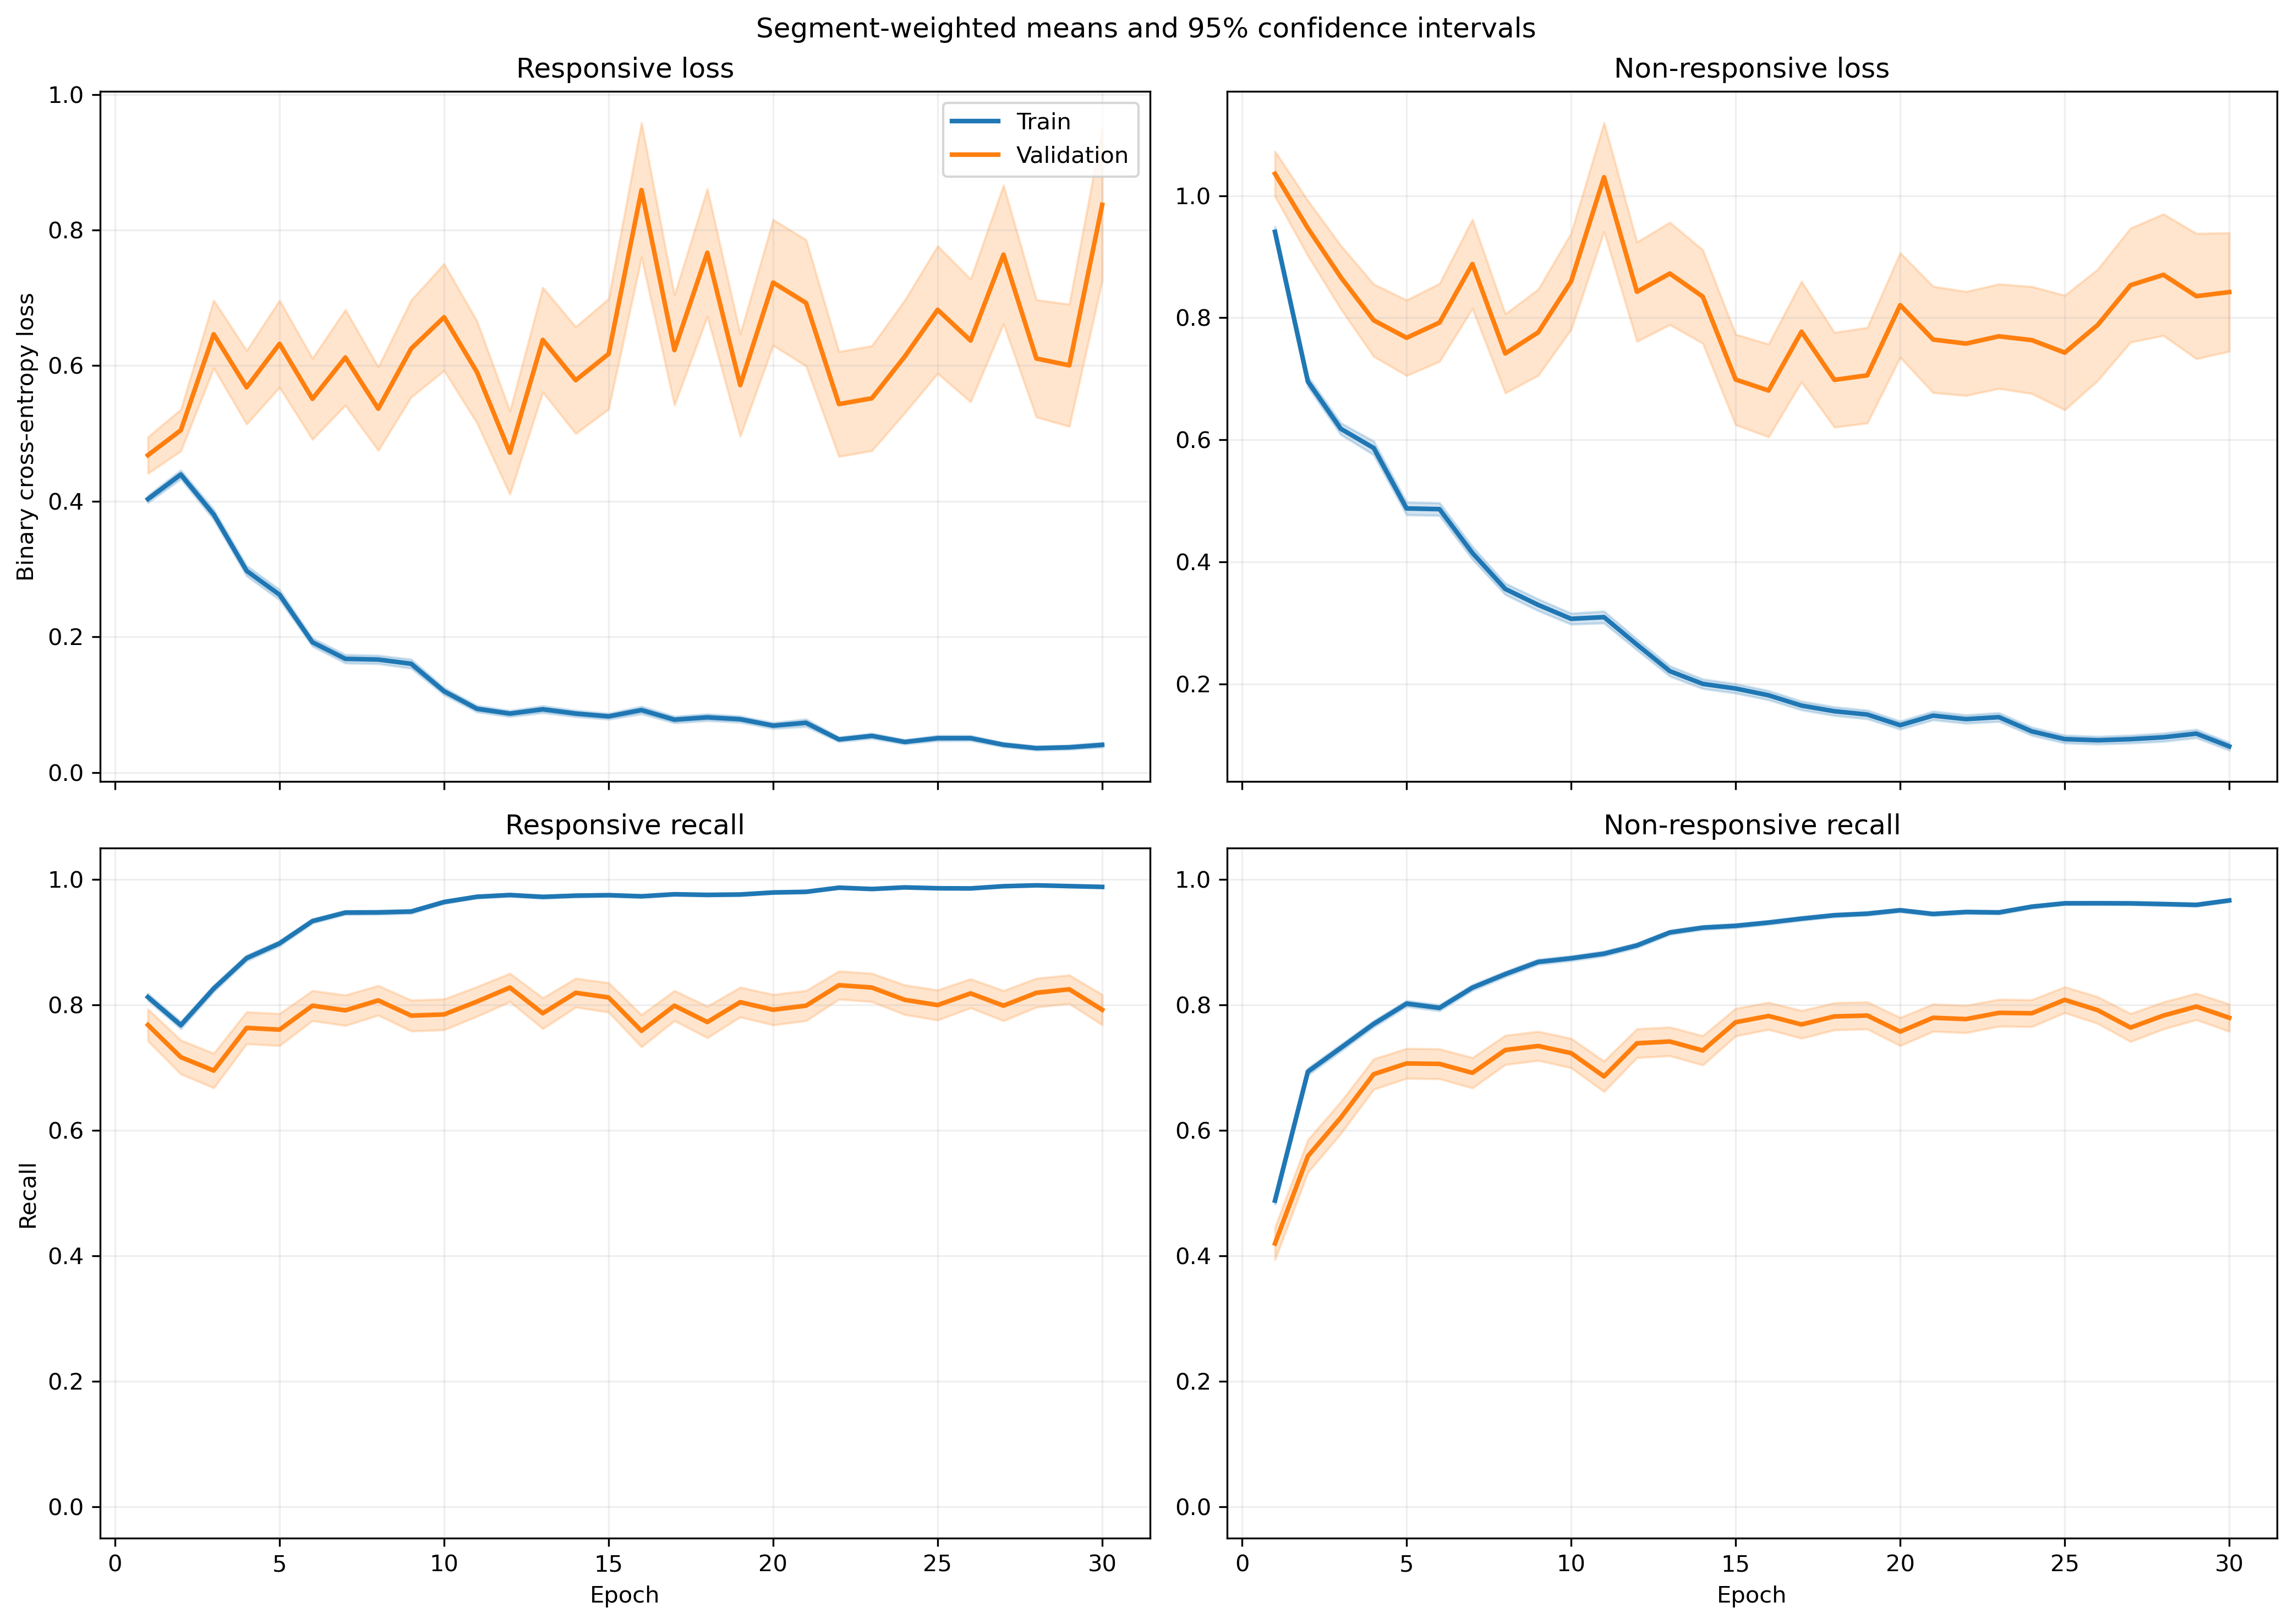 Segment-weighted means and 95% confidence intervals
Responsive loss
Non-responsive loss
Binary cross-entropy loss
1.0
0.8
0.6
0.4
0.2
0.0
Train
Validation
1.0
0.8
0.6
0.4
0.2
Responsive recall
Non-responsive recall
Recall
1.0
0.8
0.6
0.4
0.2
0.0
0 5 10 15 20 25 30
Epoch
1.0
0.8
0.6
0.4
0.2
0.0
0 5 10 15 20 25 30
Epoch